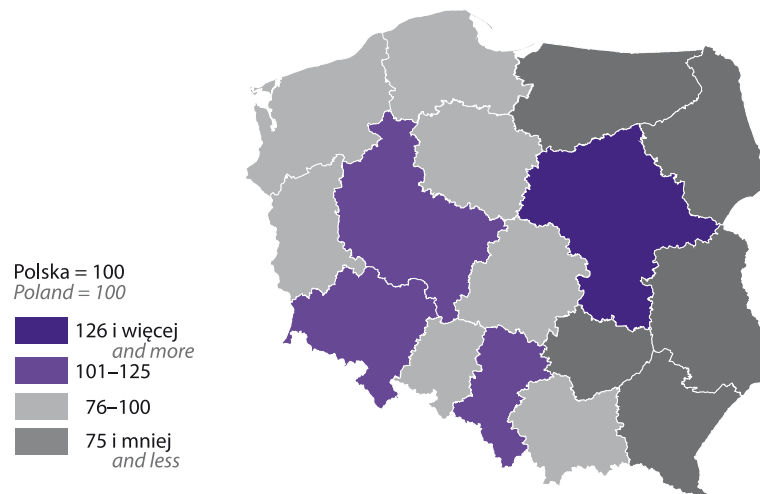 Polska = 100
Poland = 100
126 i więcej
and more
101–125
76–100
75 i mniej
and less